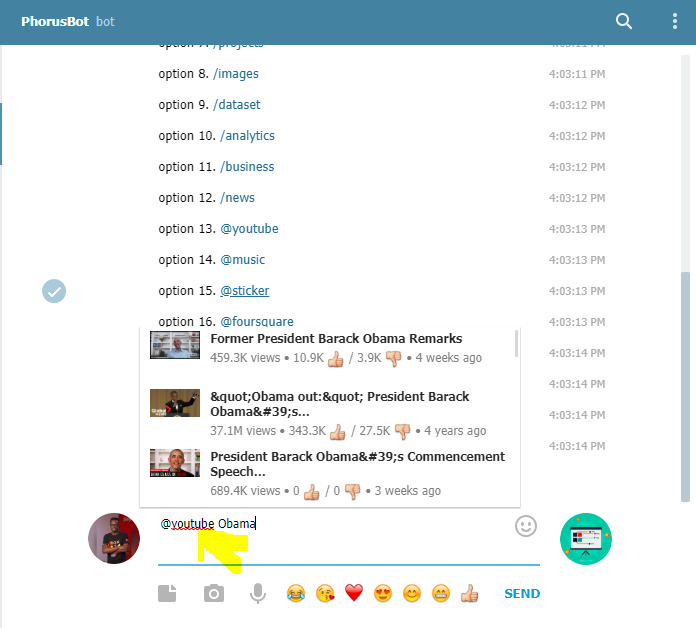 PhorusBot bot
option 7. /projects 4:03:11 PM
option 8. /images 4:03:11 PM
option 9. /dataset 4:03:12 PM
option 10. /analytics 4:03:12 PM
option 11. /business 4:03:12 PM
option 12. /news 4:03:12 PM
option 13. @youtube 4:03:13 PM
option 14. @music 4:03:13 PM
option 15. @sticker 4:03:13 PM
option 16. @foursquare 4:03:13 PM
Former President Barack Obama Remarks 4:03:14 PM
459.3K views • 10.9K 👍 / 3.9K 👎 • 4 weeks ago
4:03:14 PM
&quot;Obama out:&quot; President Barack
Obama&#39;s... 4:03:14 PM
37.1M views • 343.3K 👍 / 27.5K 👎 • 4 years ago
4:03:14 PM
President Barack Obama&#39;s Commencement
Speech...
689.4K views • 0 👍 / 0 👎 • 3 weeks ago
@youtube Obama
SEND